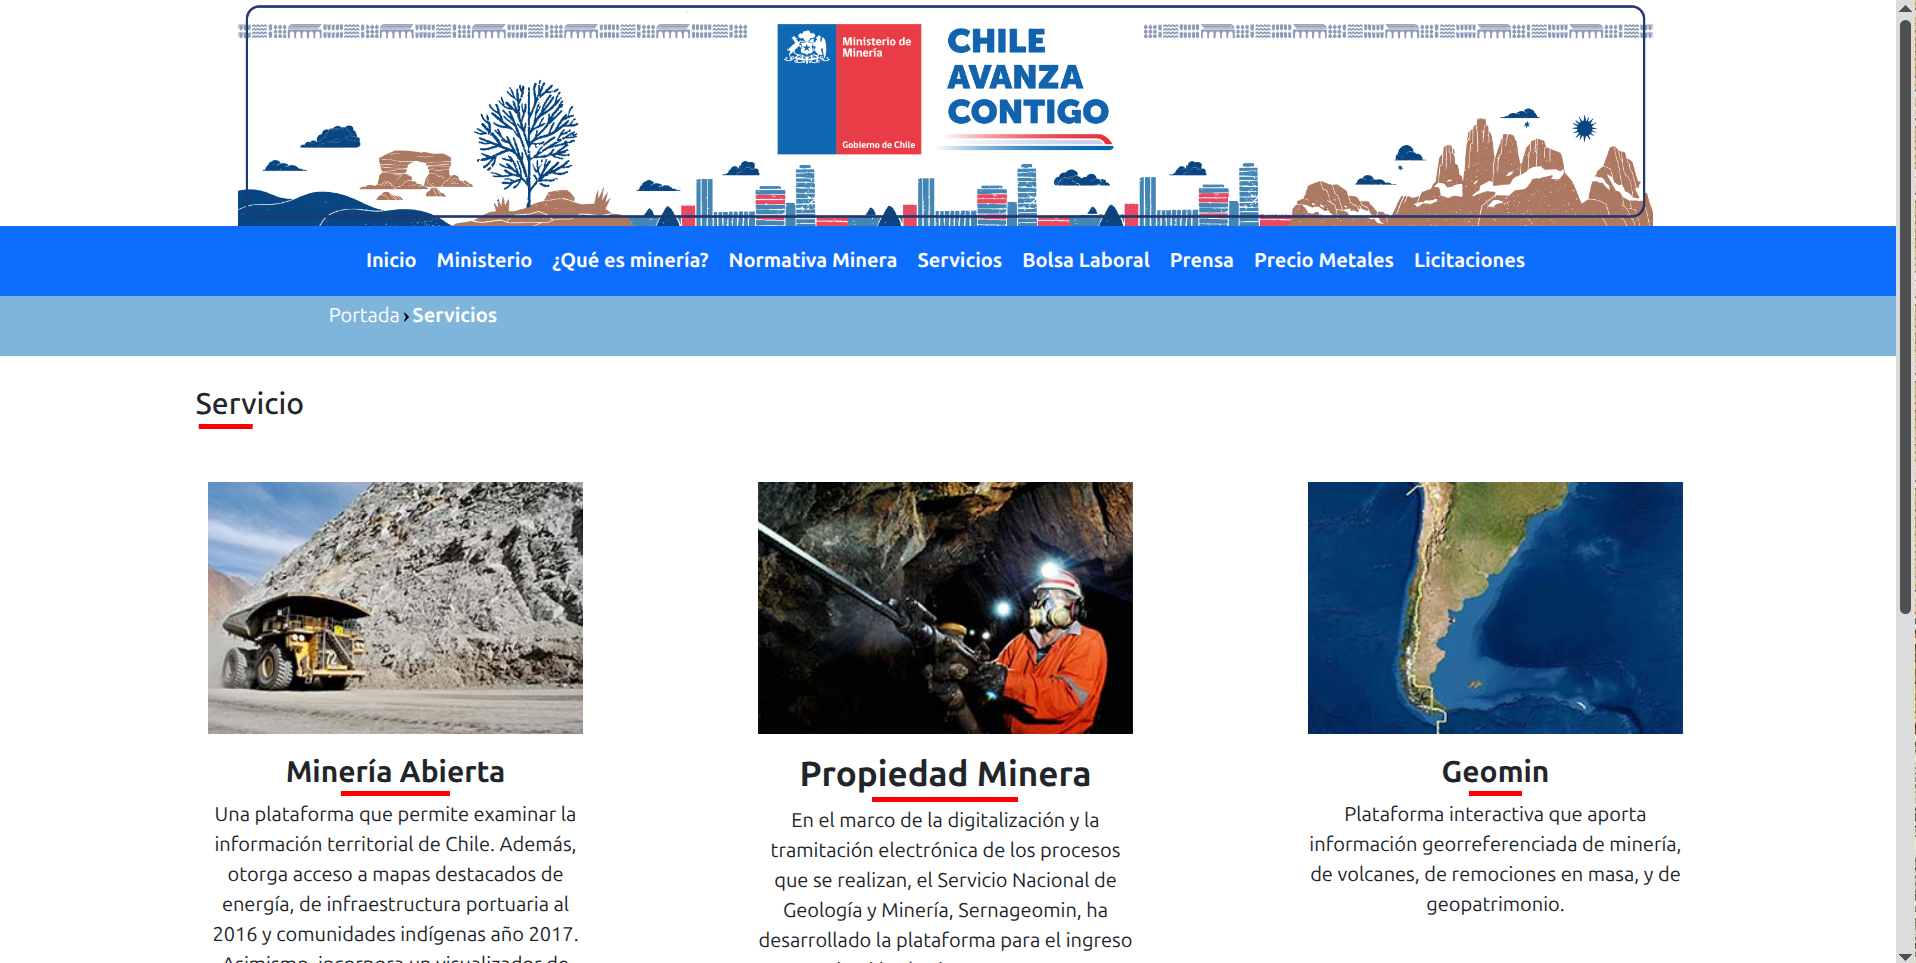 Ministerio de
Minería
Gobierno de Chile
CHILE
AVANZA
CONTIGO
Inicio Ministerio ¿Qué es minería? Normativa Minera Servicios Bolsa Laboral Prensa Precio Metales Licitaciones
Portada › Servicios
Servicio
Minería Abierta
Una plataforma que permite examinar la
información territorial de Chile. Además,
otorga acceso a mapas destacados de
energía, de infraestructura portuaria al
2016 y comunidades indígenas año 2017.
Asimismo, incorpora un visualizador de
Propiedad Minera
En el marco de la digitalización y la
tramitación electrónica de los procesos
que se realizan, el Servicio Nacional de
Geología y Minería, Sernageomin, ha
desarrollado la plataforma para el ingreso
Geomin
Plataforma interactiva que aporta
información georreferenciada de minería,
de volcanes, de remociones en masa, y de
geopatrimonio.